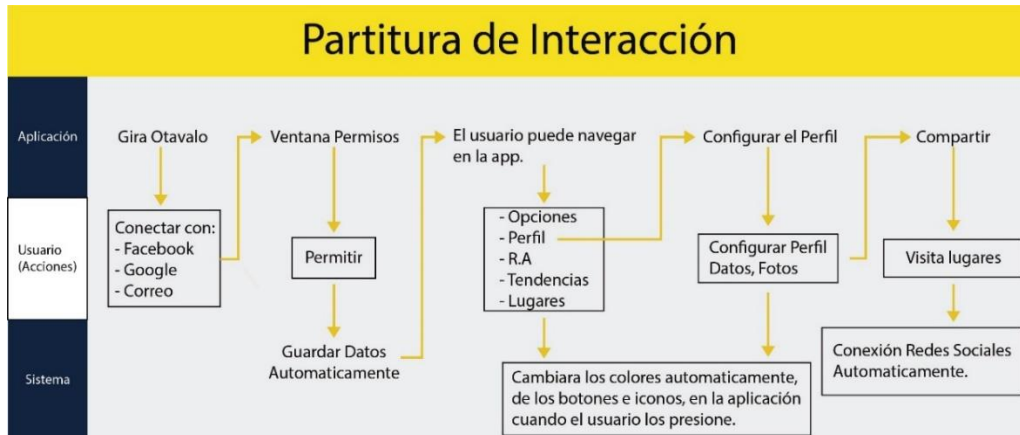 Partitura de Interacción
Aplicación
Gira Otavalo
Ventana Permisos
El usuario puede navegar
en la app.
Configurar el Perfil
Compartir
Usuario
(Acciones)
Conectar con:
- Facebook
- Google
- Correo
Permitir
- Opciones
- Perfil
- R.A
- Tendencias
- Lugares
Configurar Perfil
Datos, Fotos
Visita lugares
Sistema
Guardar Datos
Automaticamente
Cambiara los colores automaticamente,
de los botones e iconos, en la aplicación
cuando el usuario los presione.
Conexión Redes Sociales
Automaticamente.